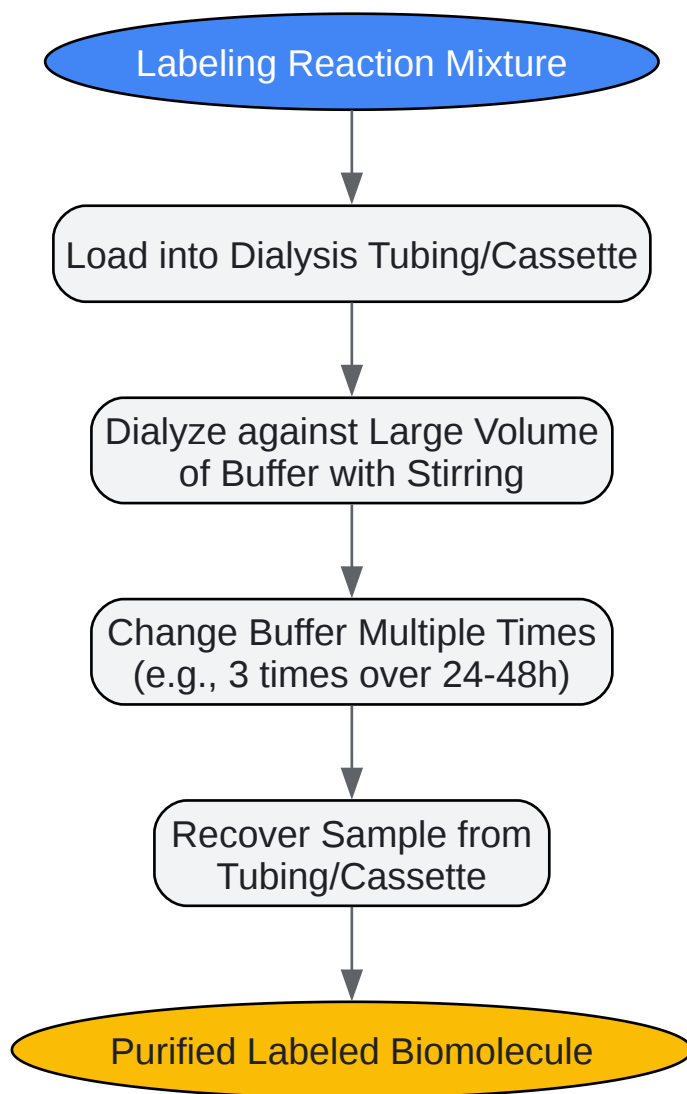 Labeling Reaction Mixture
Load into Dialysis Tubing/Cassette
Dialyze against Large Volume
of Buffer with Stirring
Change Buffer Multiple Times
(e.g., 3 times over 24-48h)
Recover Sample from
Tubing/Cassette
Purified Labeled Biomolecule